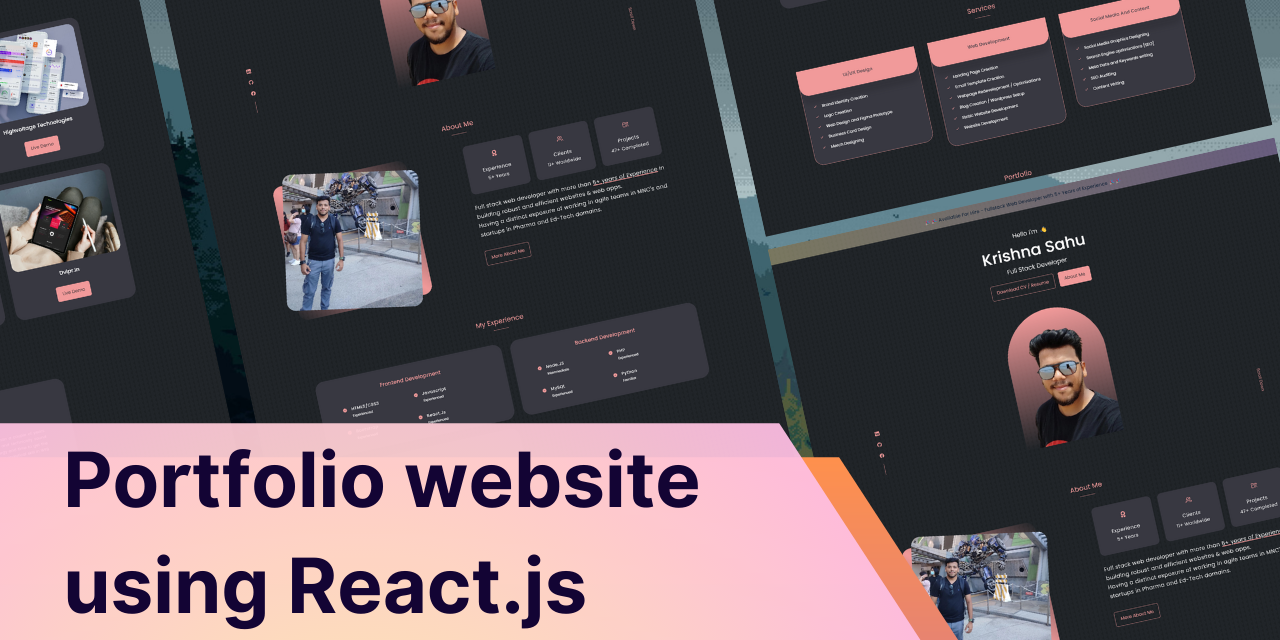 Highvoltage Technologies
Live Demo
Dvipr.in
Live Demo
Scroll Down
About Me
Experience
5+ Years
Clients
11+ Worldwide
Projects
47+ Completed
Full stack web developer with more than 5+ years of Experience in
building robust and efficient websites & web apps.
Having a distinct exposure of working in agile teams in MNC's and
startups in Pharma and Ed-Tech domains.
More About Me
My Experience
Frontend Development
HTML5/CSS3
Experienced
Javascript
Experienced
React.Js
Experienced
Backend Development
Node.JS
Intermediate
PHP
Experienced
MySql
Experienced
Python
Services
UI/UX Design
Brand Identity Creation
Logo Creation
Web Design And Figma Prototype
Business Card Design
Merch Designing
Web Development
Landing Page Creation
Email Template Creation
Webpage Redevelopment / Optimizations
Blog Creation | Wordpress Setup
Static Website Development
Website Development
Social Media And Content
Social Media Graphics Designing
Search Engine optimizations [SEO]
Meta Data and Keywords writing
SEO Auditing
Content Writing
Portfolio
Available For Hire - Fullstack Web Developer with 5+ Years of Experience
Hello I'm 👋
Krishna Sahu
Full Stack Developer
Download CV | Resume
About Me
Scroll Down
About Me
Experience
5+ Years
Clients
11+ Worldwide
Projects
47+ Completed
Full stack web developer with more than 5+ years of Experience
building robust and efficient websites & web apps.
Having a distinct exposure of working in agile teams in MNC
startups in Pharma and Ed-Tech domains.
More About Me
Portfolio website
using React.js